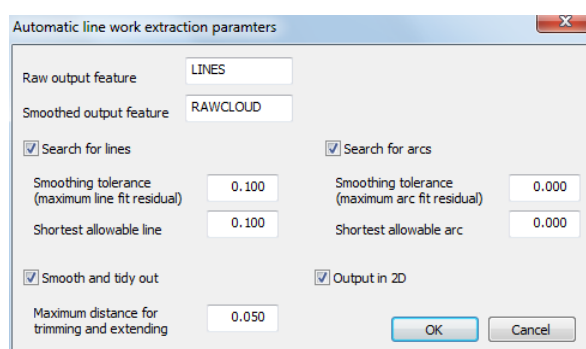 Automatic line work extraction paramters
Raw output feature LINES
Smoothed output feature RAWCLOUD
Search for lines
Search for arcs
Smoothing tolerance
(maximum line fit residual) 0.100
Smoothing tolerance
(maximum arc fit residual) 0.000
Shortest allowable line 0.100
Shortest allowable arc 0.000
Smooth and tidy out
Output in 2D
Maximum distance for
trimming and extending 0.050
OK
Cancel